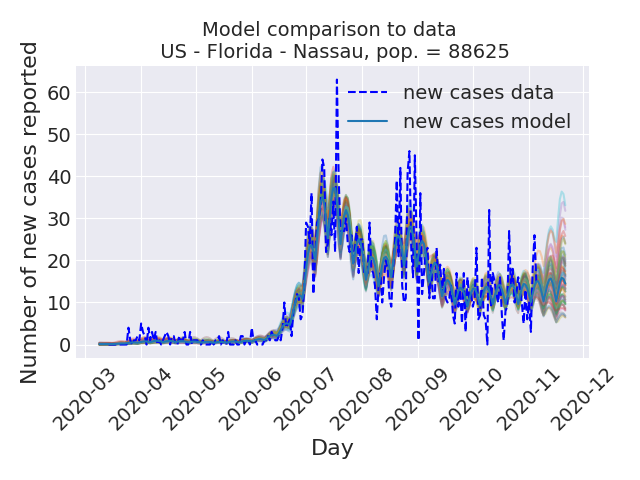 Model comparison to data
US - Florida - Nassau, pop. = 88625
Number of new cases reported
60
50
40
30
20
10
0
new cases data
new cases model
2020-03
2020-04
2020-05
2020-06
2020-07
2020-08
2020-09
2020-10
2020-11
2020-12
Day